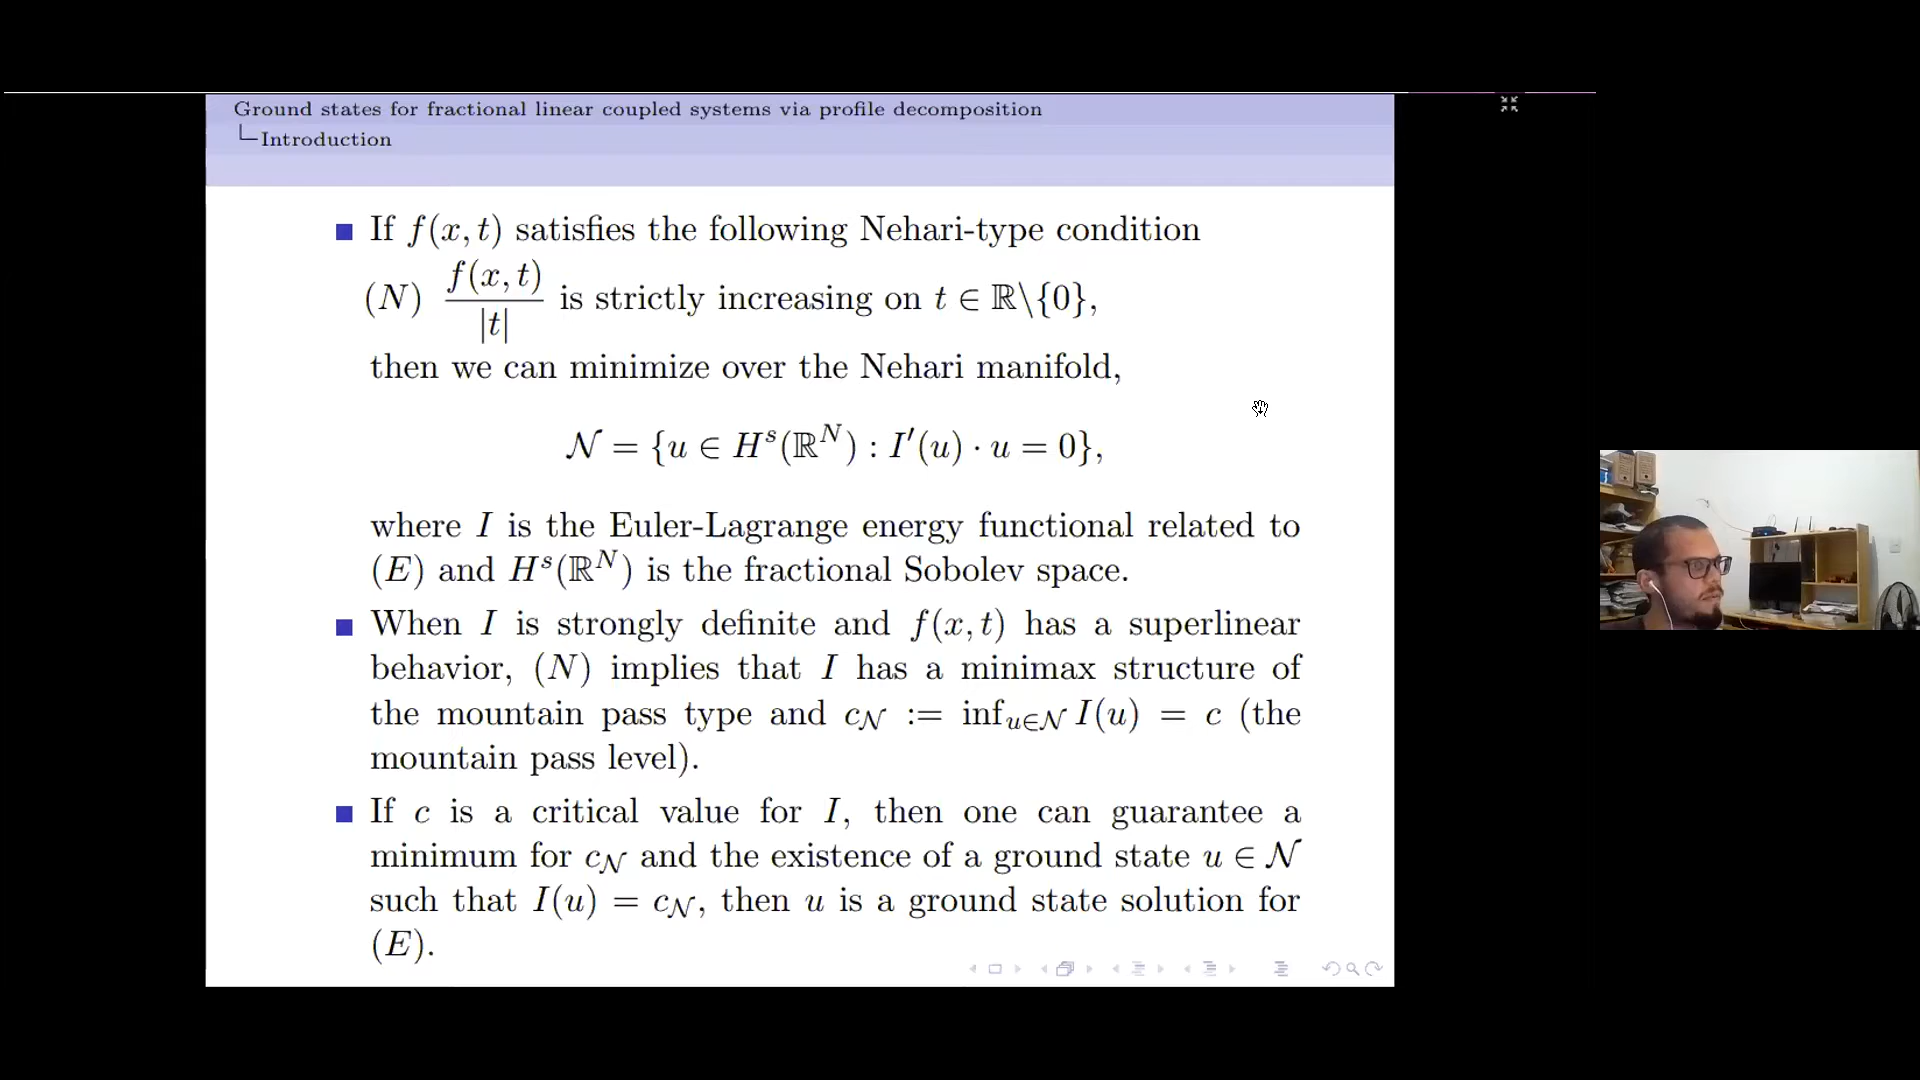 Ground states for fractional linear coupled systems via profile decomposition
Introduction
If f(x, t) satisfies the following Nehari-type condition
(N) f(x, t)/|t| is strictly increasing on t ∈ ℝ\{0},
then we can minimize over the Nehari manifold,
𝒩 = {u ∈ Hˢ(ℝᴺ) : I′(u) · u = 0},
where I is the Euler-Lagrange energy functional related to
(E) and Hˢ(ℝᴺ) is the fractional Sobolev space.
When I is strongly definite and f(x, t) has a superlinear
behavior, (N) implies that I has a minimax structure of
the mountain pass type and c_𝒩 := inf_{u∈𝒩} I(u) = c (the
mountain pass level).
If c is a critical value for I, then one can guarantee a
minimum for c_𝒩 and the existence of a ground state u ∈ 𝒩
such that I(u) = c_𝒩, then u is a ground state solution for
(E).